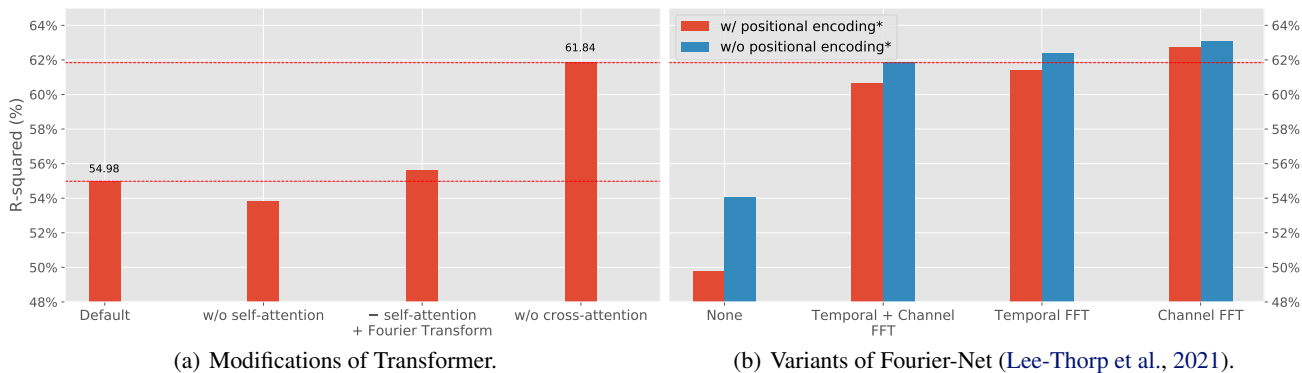 R-squared (%)
64%
62%
60%
58%
56%
54%
52%
50%
48%
54.98
61.84
Default
w/o self-attention
− self-attention
+ Fourier Transform
w/o cross-attention
(a) Modifications of Transformer.
w/ positional encoding*
w/o positional encoding*
64%
62%
60%
58%
56%
54%
52%
50%
48%
None
Temporal + Channel
FFT
Temporal FFT
Channel FFT
(b) Variants of Fourier-Net (Lee-Thorp et al., 2021).